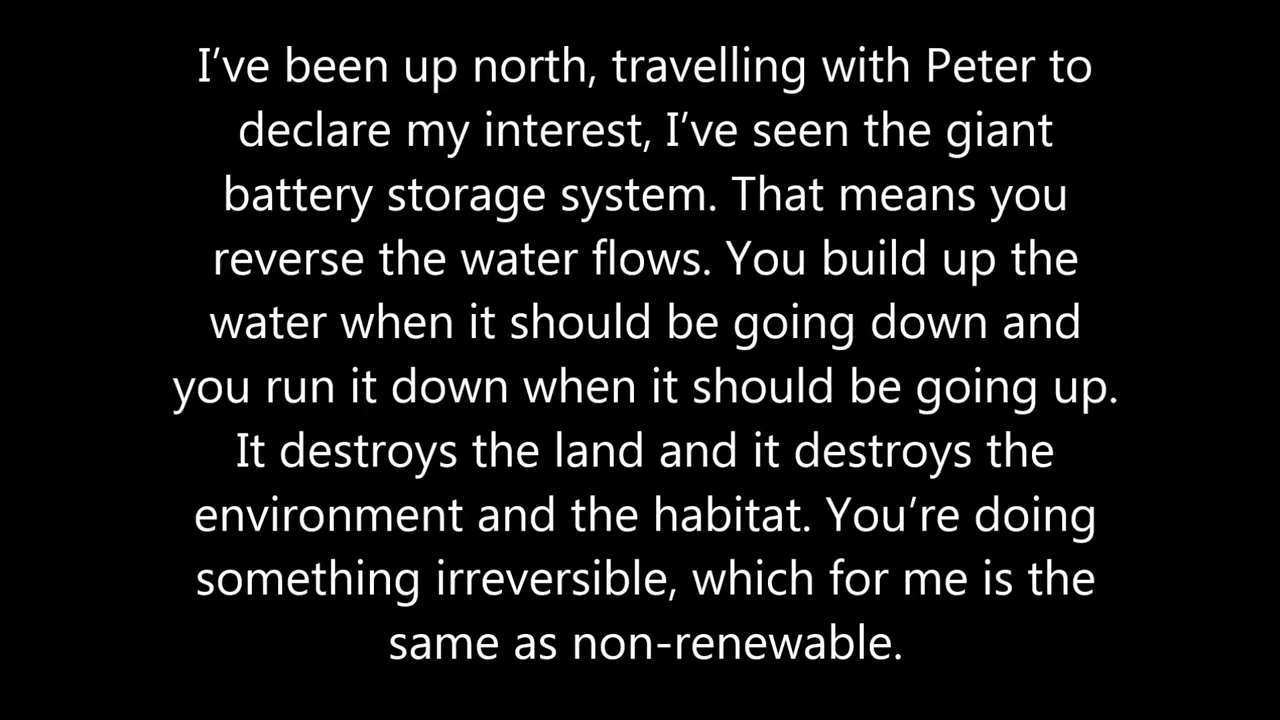 I’ve been up north, travelling with Peter to
declare my interest, I’ve seen the giant
battery storage system. That means you
reverse the water flows. You build up the
water when it should be going down and
you run it down when it should be going up.
It destroys the land and it destroys the
environment and the habitat. You’re doing
something irreversible, which for me is the
same as non-renewable.